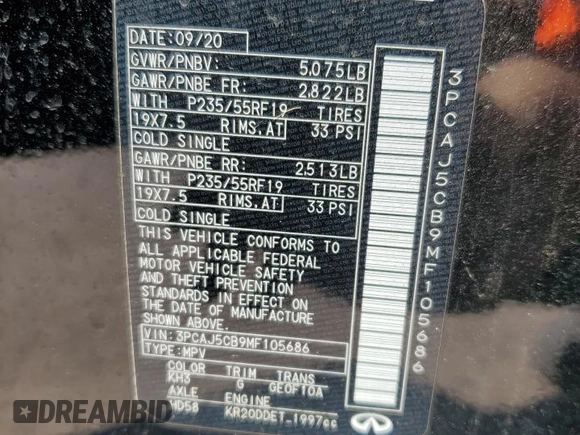 DATE: 09/20
GVWR/PNBV: 5,075LB
GAWR/PNBE FR: 2,822LB
WITH P235/55RF19 TIRES
19X7.5 RIMS.AT 33 PSI
COLD SINGLE
GAWR/PNBE RR: 2,513LB
WITH P235/55RF19 TIRES
19X7.5 RIMS.AT 33 PSI
COLD SINGLE
THIS VEHICLE CONFORMS TO
ALL APPLICABLE FEDERAL
MOTOR VEHICLE SAFETY
AND THEFT PREVENTION
STANDARDS IN EFFECT ON
THE DATE OF MANUFACTURE
SHOWN ABOVE.
VIN: 3PCAJ5CB9MF105686
TYPE: MPV
COLOR TRIM TRANS
KH3 G GEOF10A
AXLE ENGINE
HD58 KR20DDET 1997cc
INFINITI
3PCAJ5CB9MF105686
DIDIT.FAX